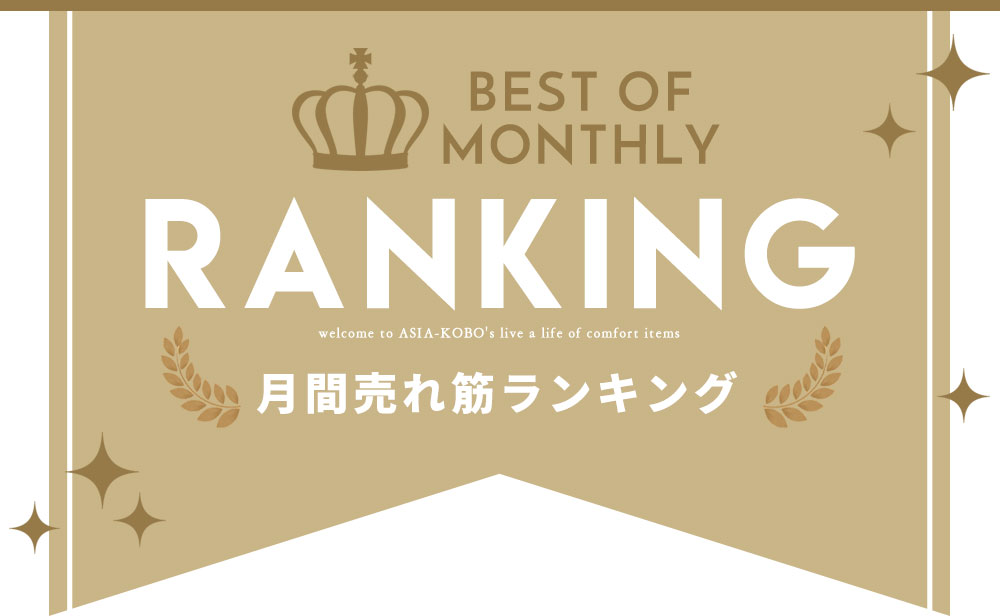 BEST OF
MONTHLY
RANKING
welcome to ASIA-KOBO's live a life of comfort items
月間売れ筋ランキング